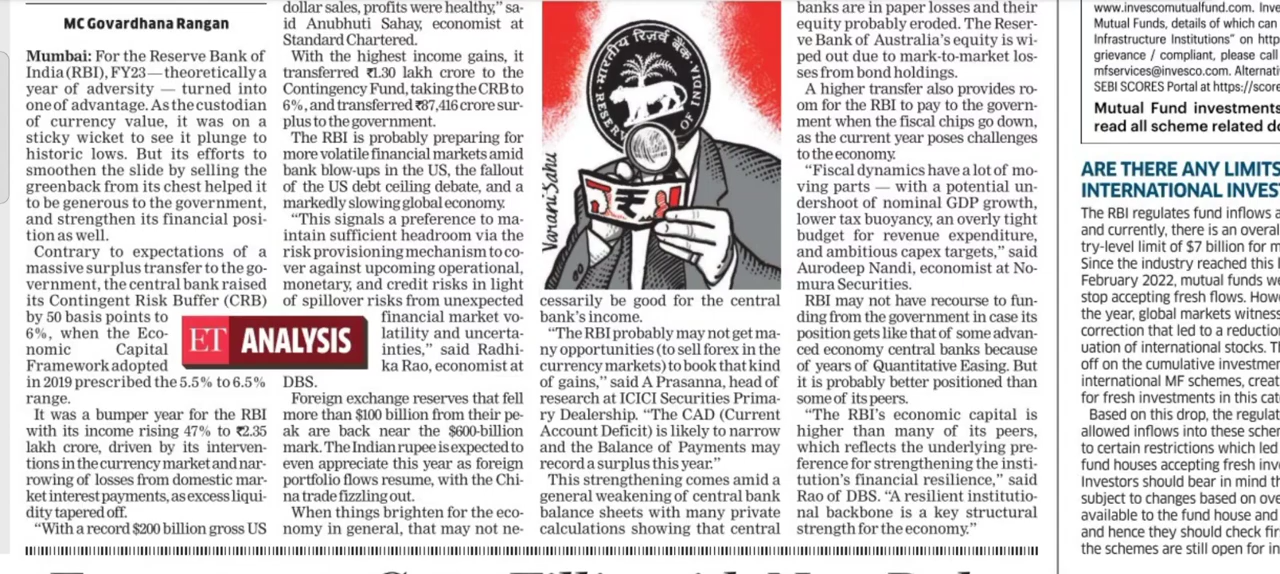 MC Govardhana Rangan
Mumbai: For the Reserve Bank of
India (RBI), FY23 — theoretically a
year of adversity — turned into
one of advantage. As the custodian
of currency value, it was on a
sticky wicket to see it plunge to
historic lows. But its efforts to
smoothen the slide by selling the
greenback from its chest helped it
to be generous to the government,
and strengthen its financial posi-
tion as well.
Contrary to expectations of a
massive surplus transfer to the go-
vernment, the central bank raised
its Contingent Risk Buffer (CRB)
by 50 basis points to
6%, when the Eco-
nomic Capital
Framework adopted
in 2019 prescribed the 5.5% to 6.5%
range.
It was a bumper year for the RBI
with its income rising 47% to ₹2.35
lakh crore, driven by its interven-
tions in the currency market and nar-
rowing of losses from domestic mar-
ket interest payments, as excess liqui-
dity tapered off.
"With a record $200 billion gross US
dollar sales, profits were healthy," sa-
id Anubhuti Sahay, economist at
Standard Chartered.
With the highest income gains, it
transferred ₹1.30 lakh crore to the
Contingency Fund, taking the CRB to
6%, and transferred ₹87,416 crore sur-
plus to the government.
The RBI is probably preparing for
more volatile financial markets amid
bank blow-ups in the US, the fallout
of the US debt ceiling debate, and a
markedly slowing global economy.
"This signals a preference to ma-
intain sufficient headroom via the
risk provisioning mechanism to co-
ver against upcoming operational,
monetary, and credit risks in light
of spillover risks from unexpected
financial market vo-
latility and uncerta-
inties," said Radhi-
ka Rao, economist at
DBS.
Foreign exchange reserves that fell
more than $100 billion from their pe-
ak are back near the $600-billion
mark. The Indian rupee is expected to
even appreciate this year as foreign
portfolio flows resume, with the Chi-
na trade fizzling out.
When things brighten for the eco-
nomy in general, that may not ne-
ET ANALYSIS
भारतीय रिज़र्व बैंक
RESERV
OF
INDIA
₹
Varani Sahu
cessarily be good for the central
bank's income.
"The RBI probably may not get ma-
ny opportunities (to sell forex in the
currency markets) to book that kind
of gains," said A Prasanna, head of
research at ICICI Securities Prima-
ry Dealership. "The CAD (Current
Account Deficit) is likely to narrow
and the Balance of Payments may
record a surplus this year."
This strengthening comes amid a
general weakening of central bank
balance sheets with many private
calculations showing that central
banks are in paper losses and their
equity probably eroded. The Reser-
ve Bank of Australia's equity is wi-
ped out due to mark-to-market los-
ses from bond holdings.
A higher transfer also provides ro-
om for the RBI to pay to the govern-
ment when the fiscal chips go down,
as the current year poses challenges
to the economy.
"Fiscal dynamics have a lot of mo-
ving parts — with a potential un-
dershoot of nominal GDP growth,
lower tax buoyancy, an overly tight
budget for revenue expenditure,
and ambitious capex targets," said
Aurodeep Nandi, economist at No-
mura Securities.
RBI may not have recourse to fun-
ding from the government in case its
position gets like that of some advan-
ced economy central banks because
of years of Quantitative Easing. But
it is probably better positioned than
some of its peers.
"The RBI's economic capital is
higher than many of its peers,
which reflects the underlying pre-
ference for strengthening the insti-
tution's financial resilience," said
Rao of DBS. "A resilient institutio-
nal backbone is a key structural
strength for the economy."
www.invescomutualfund.com. Inve
Mutual Funds, details of which can
Infrastructure Institutions" on http
grievance / compliant, please call
mfservices@invesco.com. Alternati
SEBI SCORES Portal at https://score
Mutual Fund investments
read all scheme related do
ARE THERE ANY LIMITS
INTERNATIONAL INVEST
The RBI regulates fund inflows a
and currently, there is an overal
try-level limit of $7 billion for m
Since the industry reached this l
February 2022, mutual funds we
stop accepting fresh flows. Howe
the year, global markets witness
correction that led to a reductio
uation of international stocks. Th
off on the cumulative investmen
international MF schemes, creat
for fresh investments in this cate
Based on this drop, the regulat
allowed inflows into these schem
to certain restrictions which led
fund houses accepting fresh inve
Investors should bear in mind th
subject to changes based on ove
available to the fund house and
and hence they should check firs
the schemes are still open for in